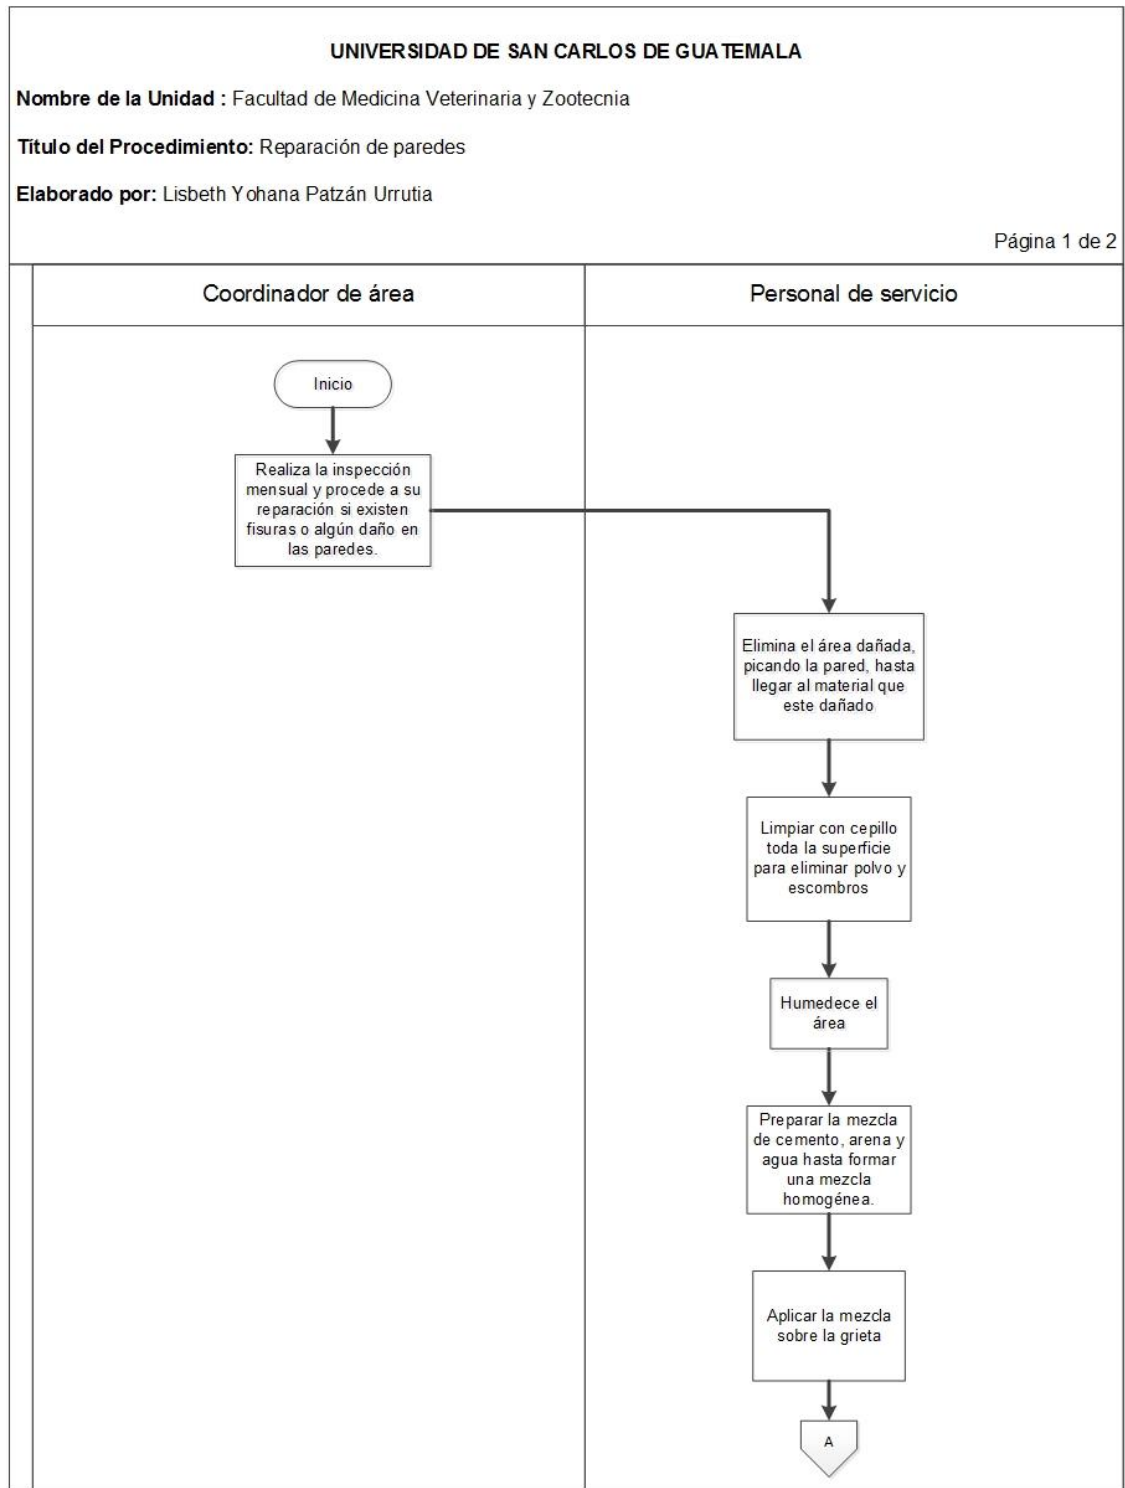 UNIVERSIDAD DE SAN CARLOS DE GUATEMALA
Nombre de la Unidad : Facultad de Medicina Veterinaria y Zootecnia
Título del Procedimiento: Reparación de paredes
Elaborado por: Lisbeth Yohana Patzán Urrutia
Página 1 de 2
Coordinador de área
Personal de servicio
Inicio
Realiza la inspección
mensual y procede a su
reparación si existen
fisuras o algún daño en
las paredes.
Elimina el área dañada,
picando la pared, hasta
llegar al material que
este dañado
Limpiar con cepillo
toda la superficie
para eliminar polvo y
escombros
Humedece el
área
Preparar la mezcla
de cemento, arena y
agua hasta formar
una mezcla
homogénea.
Aplicar la mezcla
sobre la grieta
A